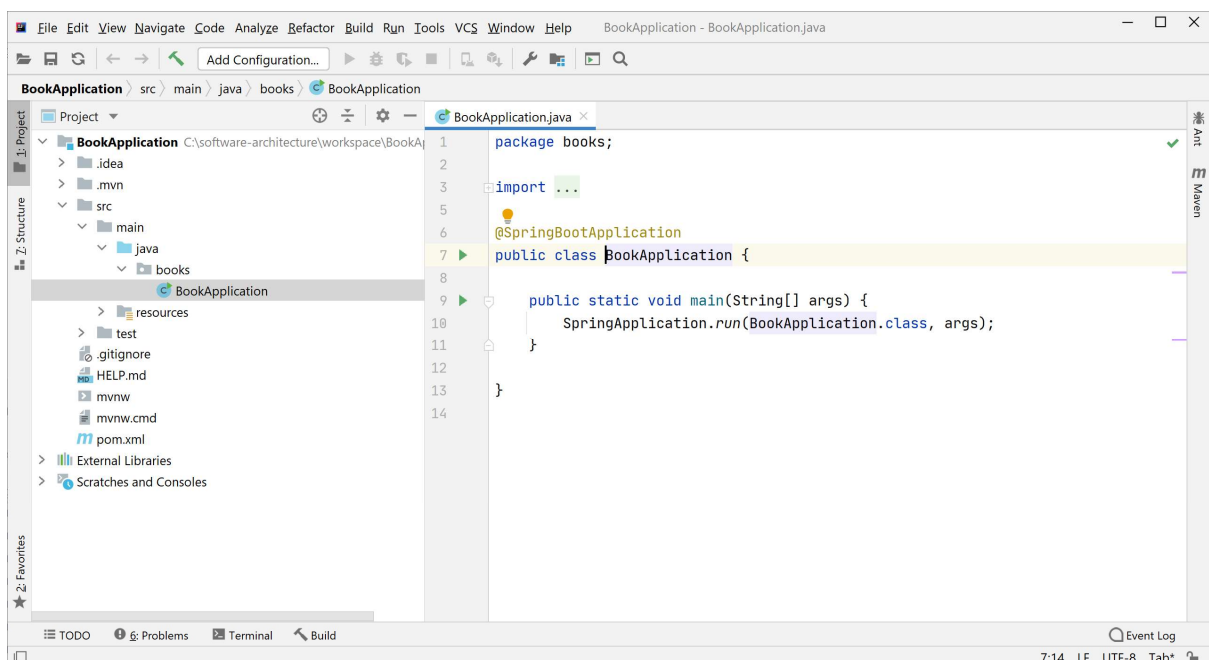 File Edit View Navigate Code Analyze Refactor Build Run Tools VCS Window Help BookApplication - BookApplication.java
Add Configuration...
BookApplication src main java books BookApplication
1: Project
Z: Structure
2: Favorites
Project
BookApplication C:\software-architecture\workspace\BookA
.idea
.mvn
src
main
java
books
BookApplication
resources
test
.gitignore
HELP.md
mvnw
mvnw.cmd
pom.xml
External Libraries
Scratches and Consoles
BookApplication.java
1 package books;
2
3 import ...
5
6 @SpringBootApplication
7 public class BookApplication {
8
9 public static void main(String[] args) {
10 SpringApplication.run(BookApplication.class, args);
11 }
12
13 }
14
Ant
m
Maven
TODO 6: Problems Terminal Build Event Log
7:14 LF UTF-8 Tab*